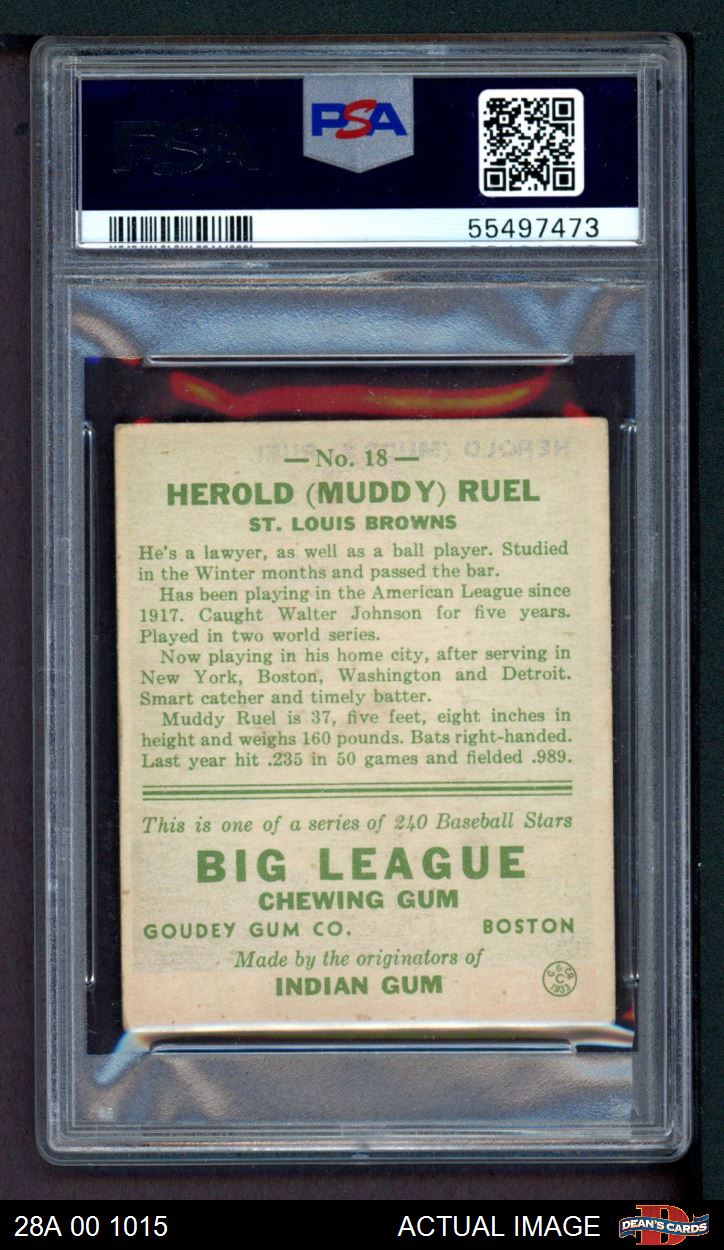 PSA
PSA
55497473
— No. 18 —
HEROLD (MUDDY) RUEL
ST. LOUIS BROWNS
He's a lawyer, as well as a ball player. Studied
in the Winter months and passed the bar.
Has been playing in the American League since
1917. Caught Walter Johnson for five years.
Played in two world series.
Now playing in his home city, after serving in
New York, Boston, Washington and Detroit.
Smart catcher and timely batter.
Muddy Ruel is 37, five feet, eight inches in
height and weighs 160 pounds. Bats right-handed.
Last year hit .235 in 50 games and fielded .989.
This is one of a series of 240 Baseball Stars
BIG LEAGUE
CHEWING GUM
GOUDEY GUM CO. BOSTON
Made by the originators of
INDIAN GUM
G. G. CO.
C
1933
28A 00 1015 ACTUAL IMAGE DEAN'S CARDS